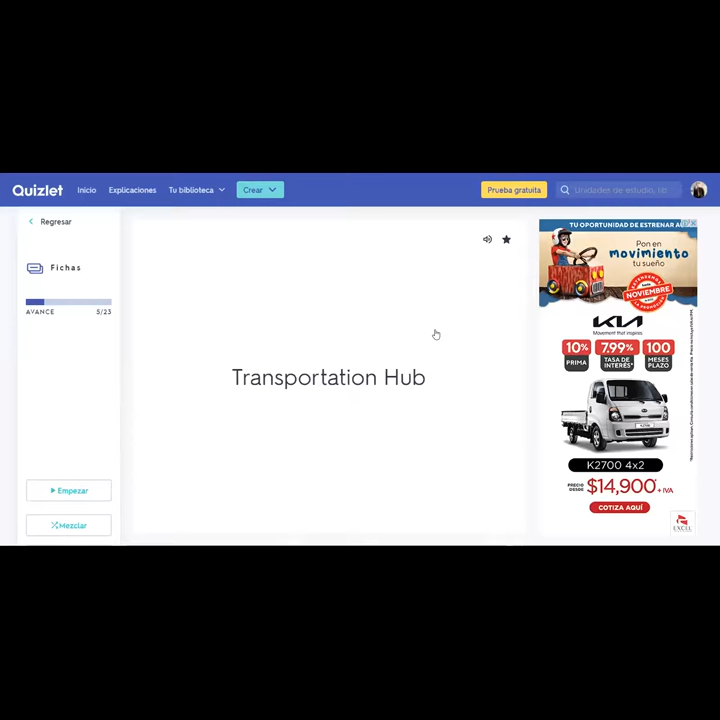 Quizlet
Inicio
Explicaciones
Tu biblioteca
Crear
Prueba gratuita
Unidades de estudio, lib
Regresar
Fichas
AVANCE 5/23
Transportation Hub
Empezar
Mezclar
TU OPORTUNIDAD DE ESTRENAR AU
Pon en
movimiento
tu sueño
NOVIEMBRE
KIA
Movement that inspires
10% 7.99% 100
PRIMA TASA DE INTERÉS* MESES PLAZO
K2700
K2700 4x2
PRECIO DESDE $14,900* + IVA
COTIZA AQUÍ
EXCEL